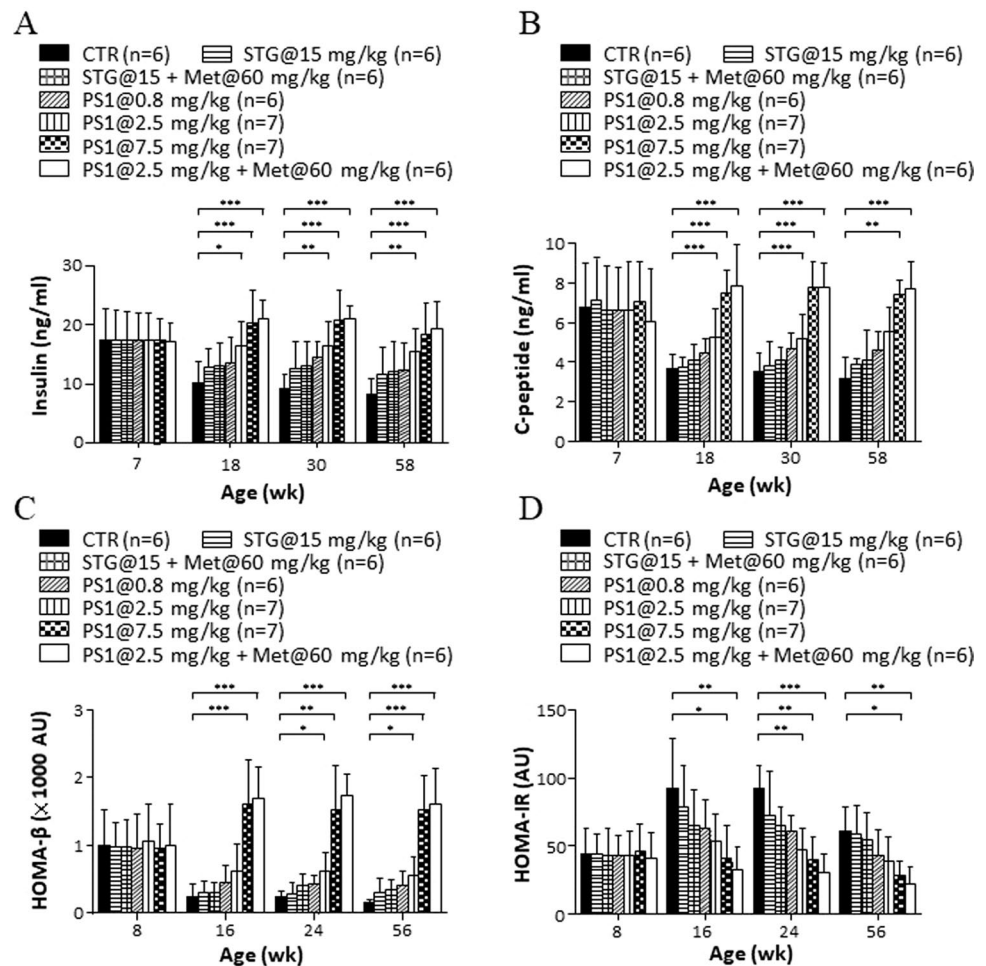 A
CTR (n=6) STG@15 mg/kg (n=6)
STG@15 + Met@60 mg/kg (n=6)
PS1@0.8 mg/kg (n=6)
PS1@2.5 mg/kg (n=7)
PS1@7.5 mg/kg (n=7)
PS1@2.5 mg/kg + Met@60 mg/kg (n=6)
*** *** ***
*** *** ***
* ** **
30
20
10
0
Insulin (ng/ml)
7 18 30 58
Age (wk)
B
CTR (n=6) STG@15 mg/kg (n=6)
STG@15 + Met@60 mg/kg (n=6)
PS1@0.8 mg/kg (n=6)
PS1@2.5 mg/kg (n=7)
PS1@7.5 mg/kg (n=7)
PS1@2.5 mg/kg + Met@60 mg/kg (n=6)
*** *** ***
*** *** **
*** ***
10
8
6
4
2
0
C-peptide (ng/ml)
7 18 30 58
Age (wk)
C
CTR (n=6) STG@15 mg/kg (n=6)
STG@15 + Met@60 mg/kg (n=6)
PS1@0.8 mg/kg (n=6)
PS1@2.5 mg/kg (n=7)
PS1@7.5 mg/kg (n=7)
PS1@2.5 mg/kg + Met@60 mg/kg (n=6)
*** *** ***
*** ** ***
* *
3
2
1
0
HOMA-β (×1000 AU)
8 16 24 56
Age (wk)
D
CTR (n=6) STG@15 mg/kg (n=6)
STG@15 + Met@60 mg/kg (n=6)
PS1@0.8 mg/kg (n=6)
PS1@2.5 mg/kg (n=7)
PS1@7.5 mg/kg (n=7)
PS1@2.5 mg/kg + Met@60 mg/kg (n=6)
** *** **
* ** *
**
150
100
50
0
HOMA-IR (AU)
8 16 24 56
Age (wk)